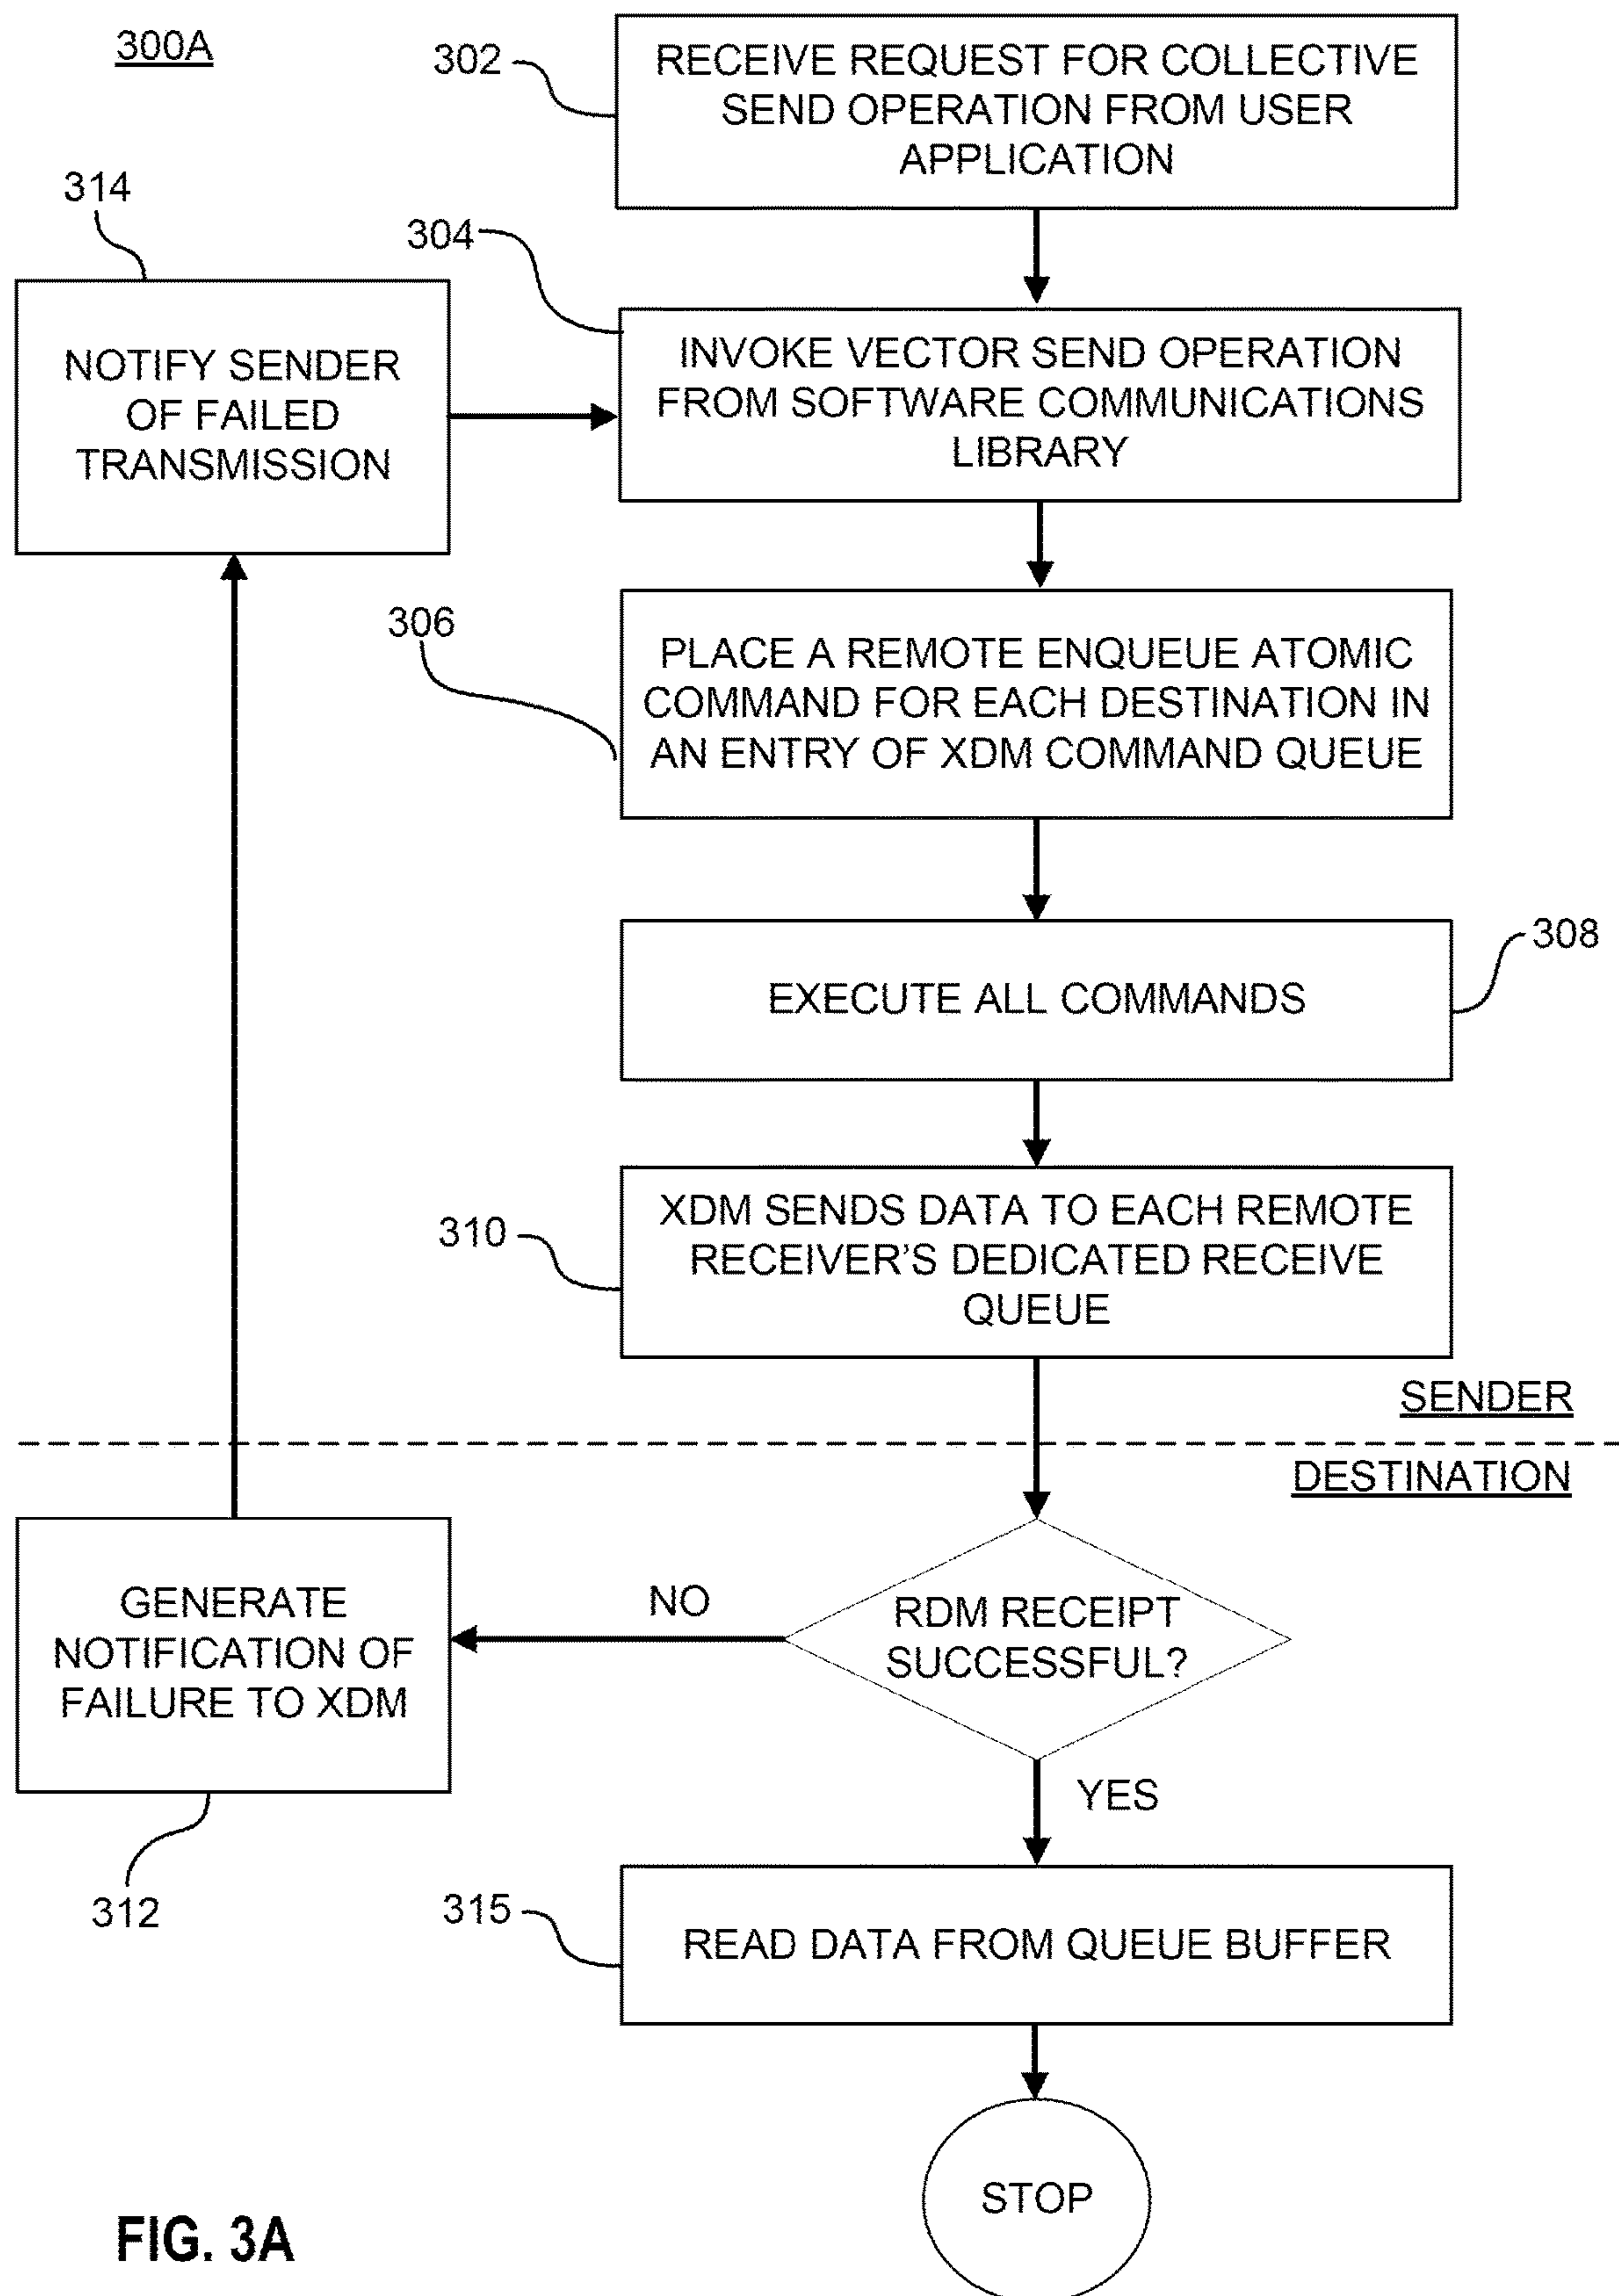 300A
302
RECEIVE REQUEST FOR COLLECTIVE
SEND OPERATION FROM USER
APPLICATION
314
304
NOTIFY SENDER
OF FAILED
TRANSMISSION
INVOKE VECTOR SEND OPERATION
FROM SOFTWARE COMMUNICATIONS
LIBRARY
306
PLACE A REMOTE ENQUEUE ATOMIC
COMMAND FOR EACH DESTINATION IN
AN ENTRY OF XDM COMMAND QUEUE
308
EXECUTE ALL COMMANDS
310
XDM SENDS DATA TO EACH REMOTE
RECEIVER'S DEDICATED RECEIVE
QUEUE
SENDER
DESTINATION
GENERATE
NOTIFICATION OF
FAILURE TO XDM
NO
RDM RECEIPT
SUCCESSFUL?
YES
312
315
READ DATA FROM QUEUE BUFFER
STOP
FIG. 3A